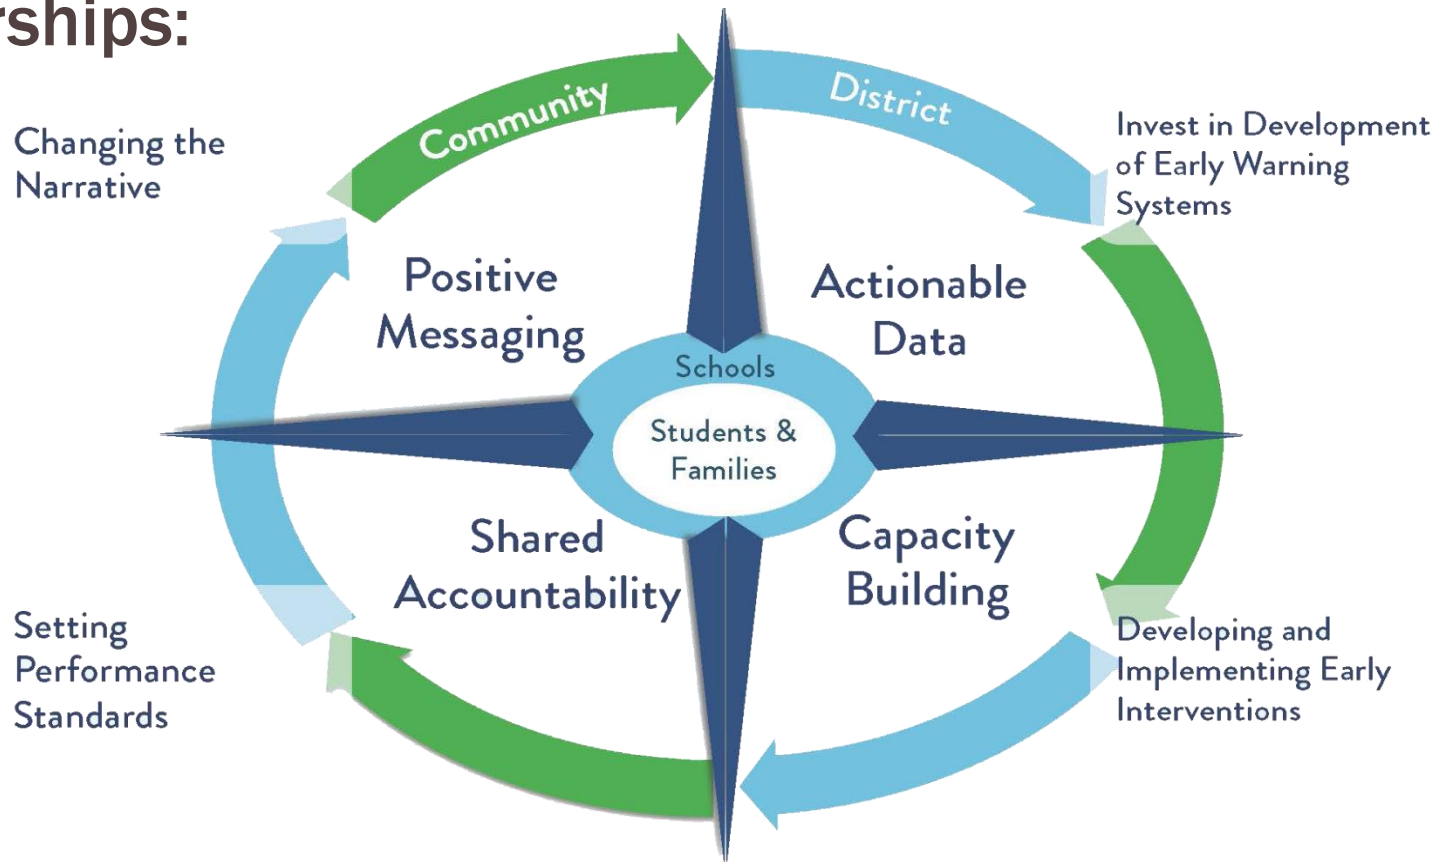 rships:
Community
District
Changing the
Narrative
Invest in Development
of Early Warning
Systems
Positive
Messaging
Actionable
Data
Schools
Students &
Families
Shared
Accountability
Capacity
Building
Setting
Performance
Standards
Developing and
Implementing Early
Interventions